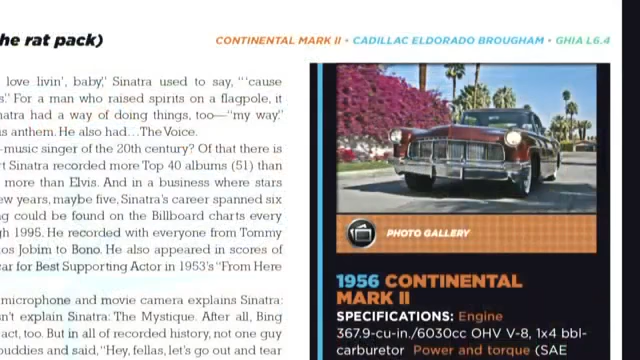 he rat pack)
CONTINENTAL MARK II • CADILLAC ELDORADO BROUGHAM • GHIA L6.4
love livin', baby," Sinatra used to say, "'cause
s." For a man who raised spirits on a flagpole, it
natra had a way of doing things, too—"my way."
is anthem. He also had...The Voice.
-music singer of the 20th century? Of that there is
rt Sinatra recorded more Top 40 albums (51) than
more than Elvis. And in a business where stars
ew years, maybe five, Sinatra's career spanned six
ng could be found on the Billboard charts every
gh 1995. He recorded with everyone from Tommy
os Jobim to Bono. He also appeared in scores of
car for Best Supporting Actor in 1953's "From Here
microphone and movie camera explains Sinatra:
sn't explain Sinatra: The Mystique. After all, Bing
act, too. But in all of recorded history, not one guy
buddies and said, "Hey, fellas, let's go out and tear
PHOTO GALLERY
1956 CONTINENTAL
MARK II
SPECIFICATIONS: Engine
367.9-cu-in./6030cc OHV V-8, 1x4 bbl-
carburetor Power and torque (SAE